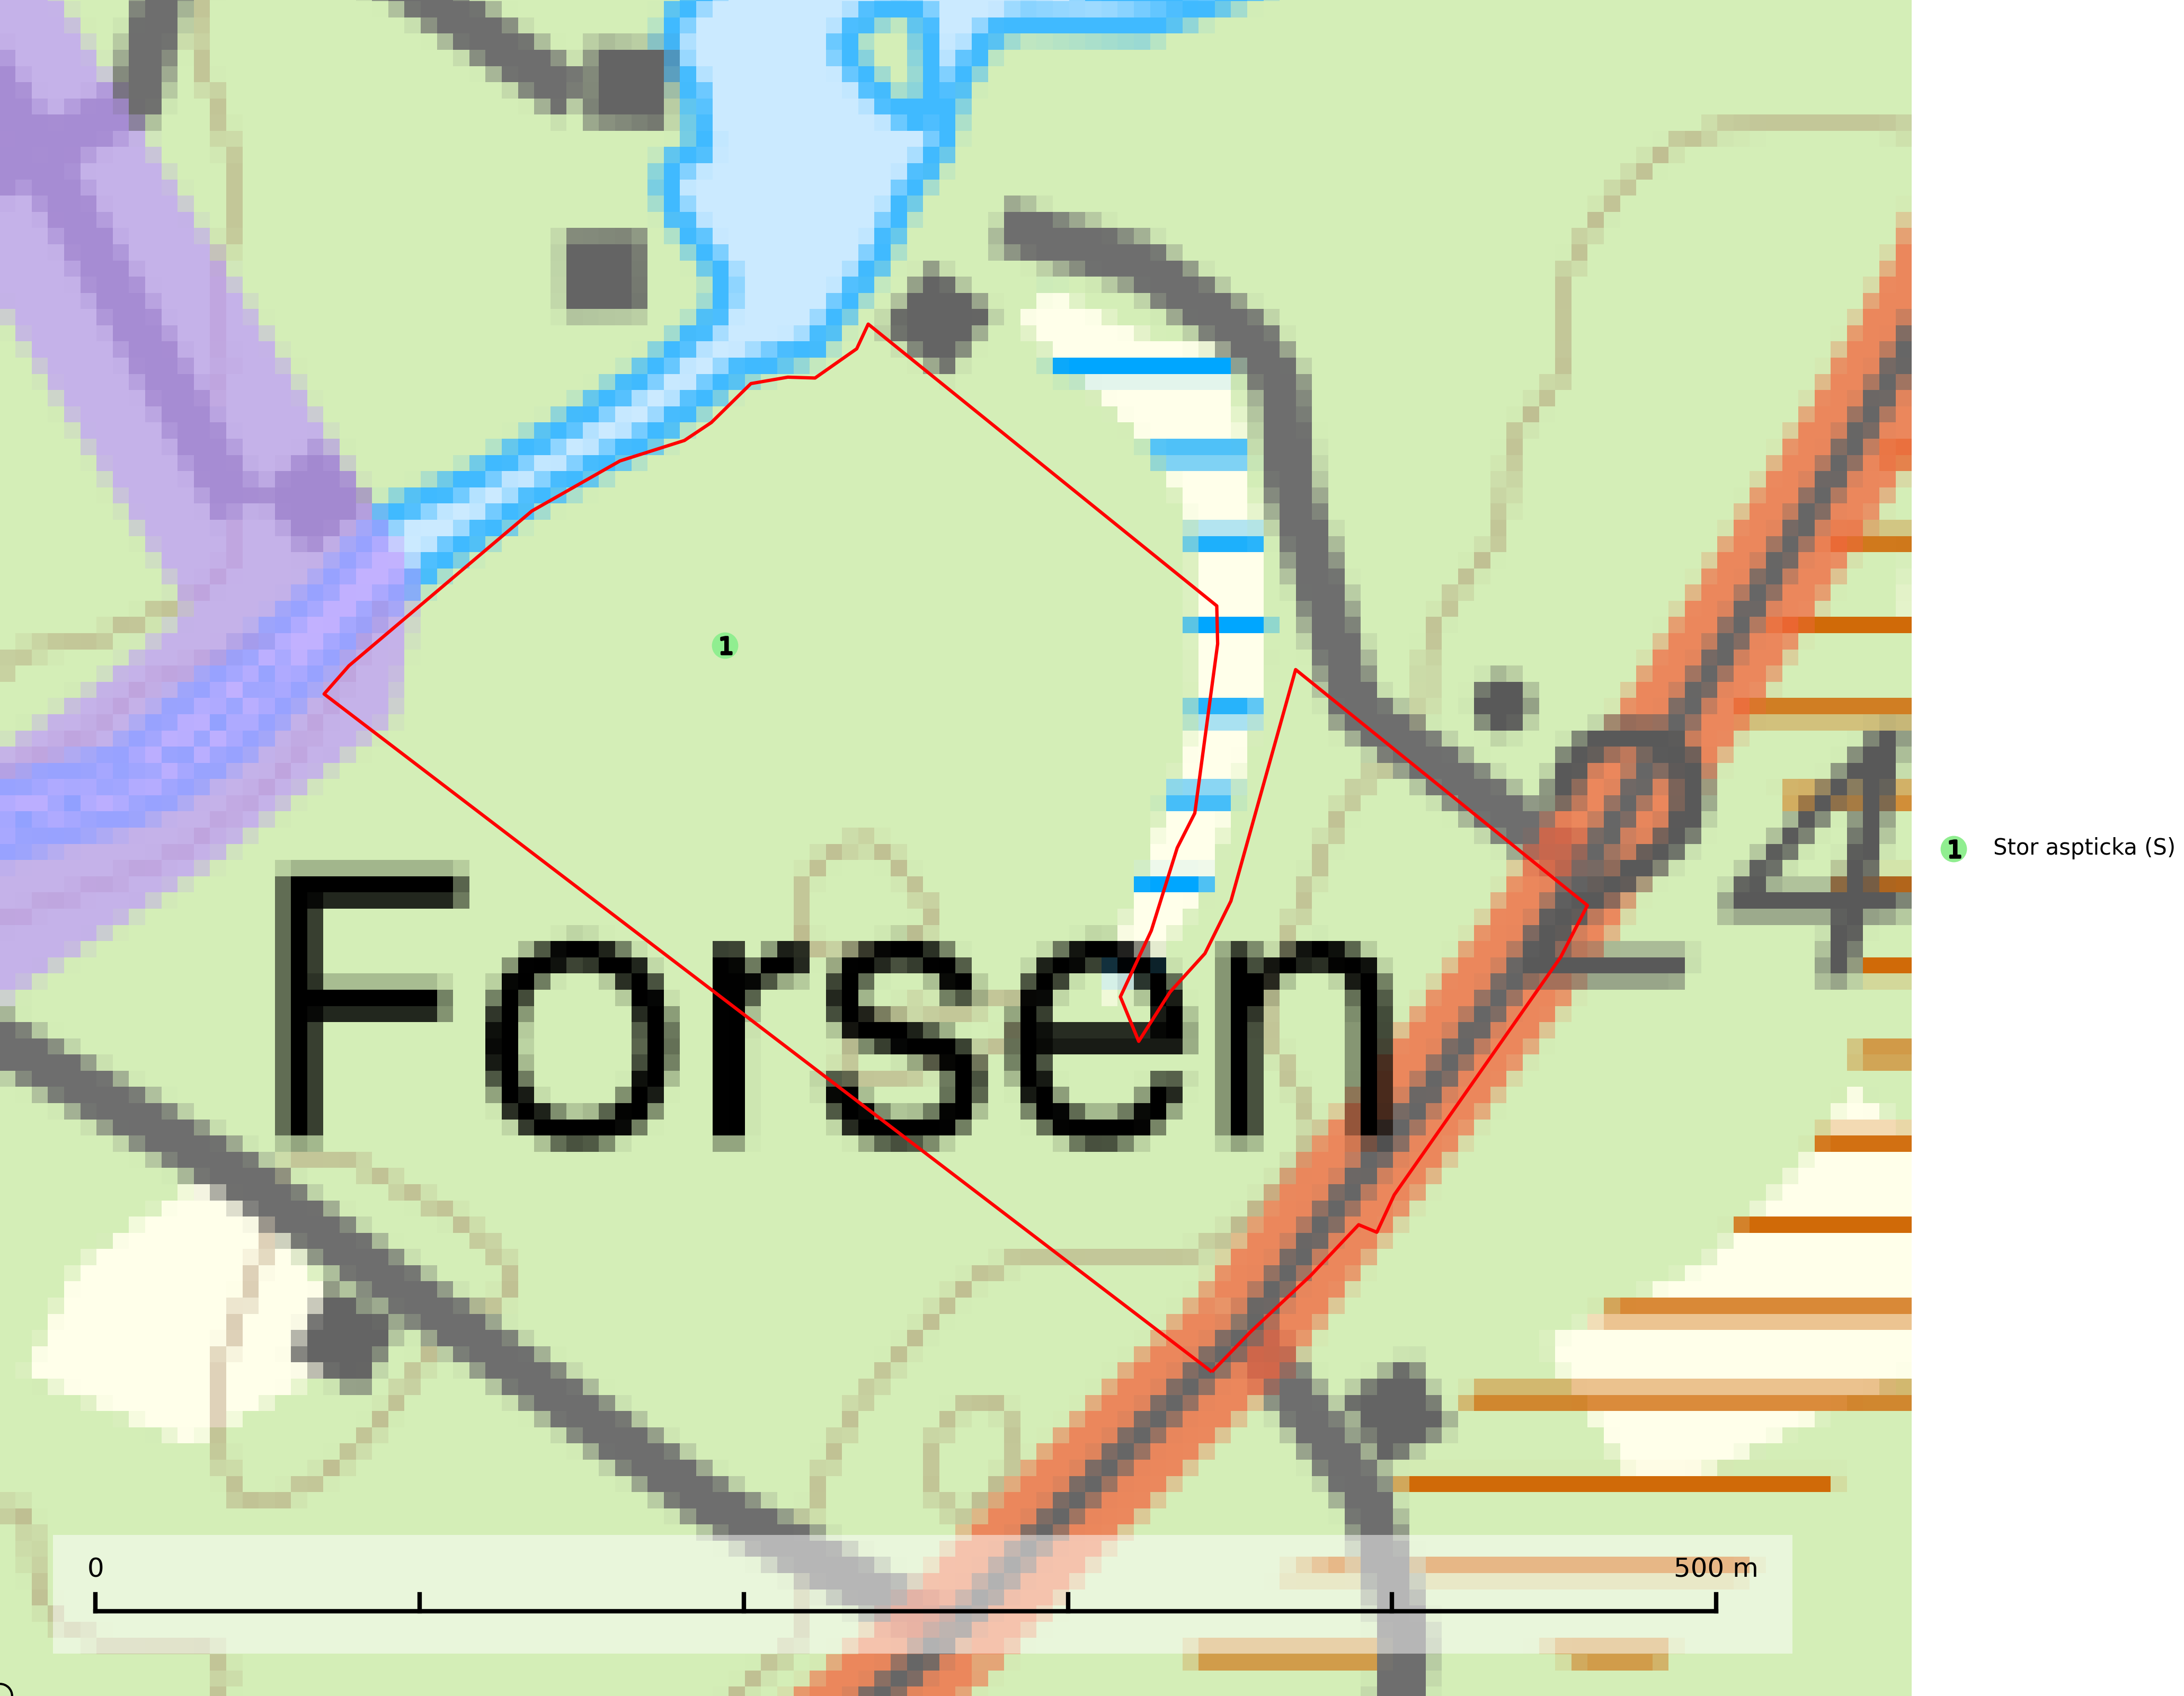 1
4
1 Stor aspticka (S)
Forsen
0 500 m